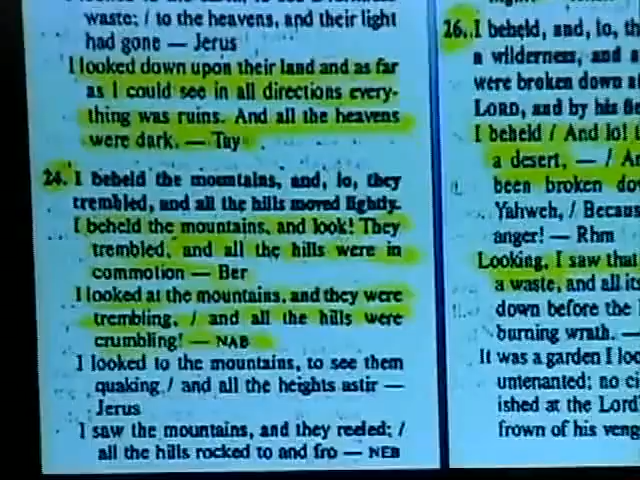 waste; / to the heavens, and their light
had gone — Jerus
I looked down upon their land and as far
as I could see in all directions every-
thing was ruins. And all the heavens
were dark. — Tay
24. I beheld the mountains, and, lo, they
trembled, and all the hills moved lightly.
I beheld the mountains, and look! They
trembled, and all the hills were in
commotion — Ber
I looked at the mountains, and they were
trembling, / and all the hills were
crumbling! — NAB
I looked to the mountains, to see them
quaking, / and all the heights astir —
Jerus
I saw the mountains, and they reeled; /
all the hills rocked to and fro — NEB
26. I beheld, and, lo, th
a wilderness, and a
were broken down a
LORD, and by his fie
I beheld / And lo! t
a desert, — / An
been broken do
Yahweh, / Becau
anger! — Rhm
Looking, I saw that
a waste, and all its
down before the
burning wrath. —
It was a garden I loo
untenanted; no ci
ished at the Lord'
frown of his veng